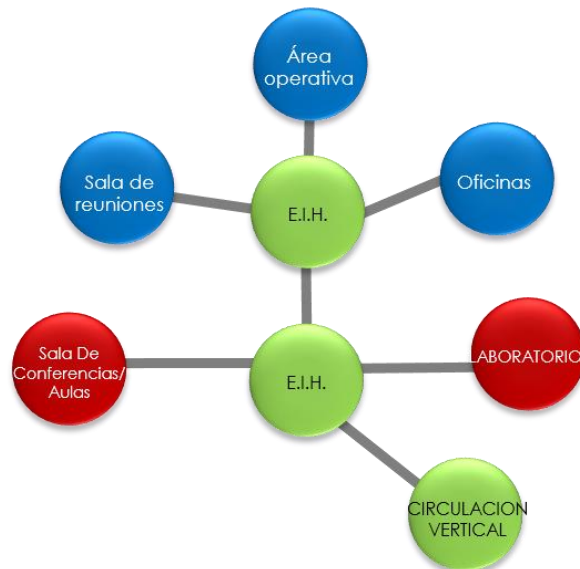 Área
operativa
Sala de
reuniones
Oficinas
E.I.H.
Sala De
Conferencias/
Aulas
E.I.H.
LABORATORIO
CIRCULACION
VERTICAL